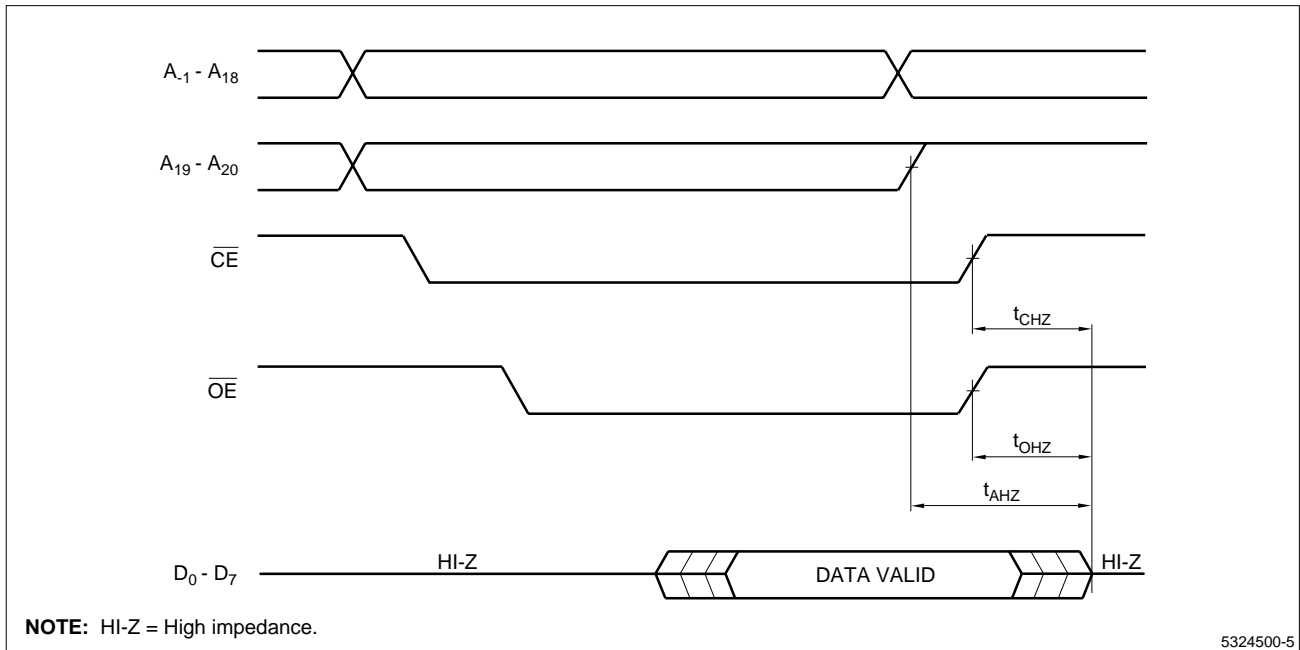 A-1 - A18
A19 - A20
CE
tCHZ
OE
tOHZ
tAHZ
D0 - D7
HI-Z
DATA VALID
HI-Z
NOTE: HI-Z = High impedance.
5324500-5